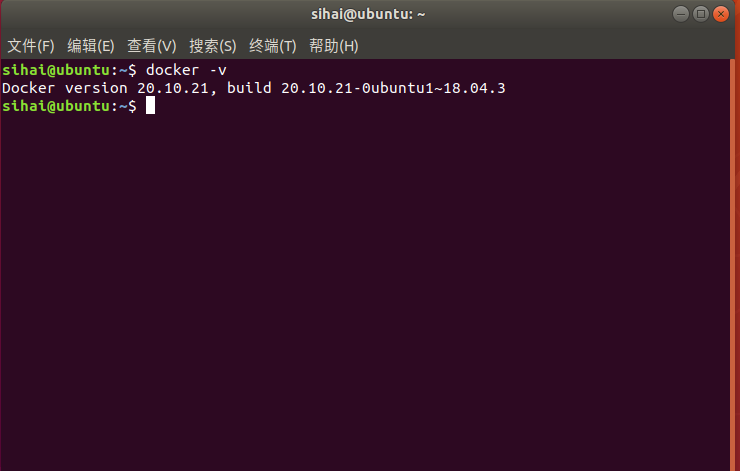 sihai@ubuntu: ~
文件(F) 编辑(E) 查看(V) 搜索(S) 终端(T) 帮助(H)
sihai@ubuntu:~$ docker -v
Docker version 20.10.21, build 20.10.21-0ubuntu1~18.04.3
sihai@ubuntu:~$